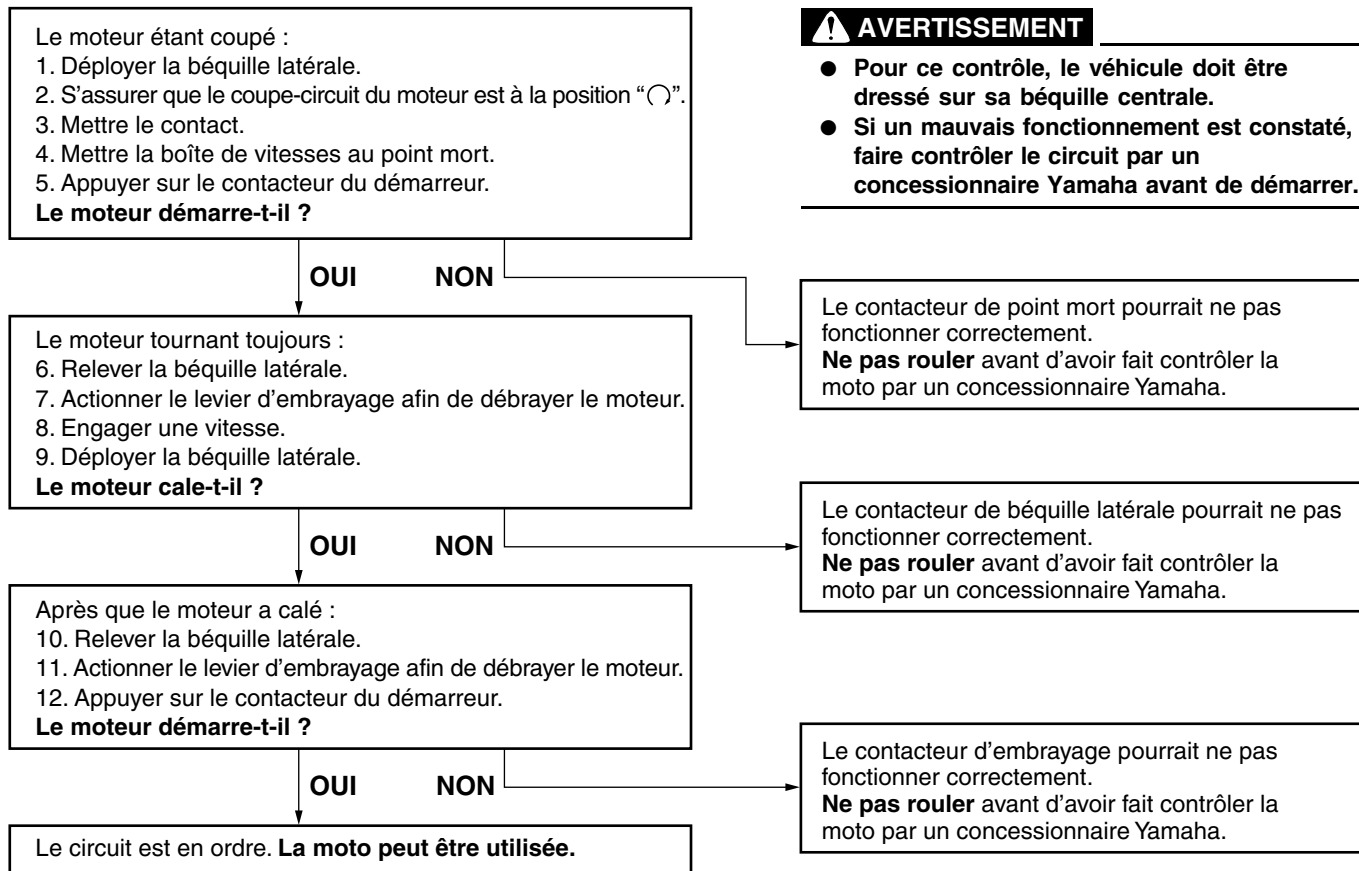 Le moteur étant coupé :
1. Déployer la béquille latérale.
2. S'assurer que le coupe-circuit du moteur est à la position “ ”.
3. Mettre le contact.
4. Mettre la boîte de vitesses au point mort.
5. Appuyer sur le contacteur du démarreur.
Le moteur démarre-t-il ?
AVERTISSEMENT
● Pour ce contrôle, le véhicule doit être
dressé sur sa béquille centrale.
● Si un mauvais fonctionnement est constaté,
faire contrôler le circuit par un
concessionnaire Yamaha avant de démarrer.
OUI NON
Le contacteur de point mort pourrait ne pas
fonctionner correctement.
Ne pas rouler avant d'avoir fait contrôler la
moto par un concessionnaire Yamaha.
Le moteur tournant toujours :
6. Relever la béquille latérale.
7. Actionner le levier d'embrayage afin de débrayer le moteur.
8. Engager une vitesse.
9. Déployer la béquille latérale.
Le moteur cale-t-il ?
OUI NON
Le contacteur de béquille latérale pourrait ne pas
fonctionner correctement.
Ne pas rouler avant d'avoir fait contrôler la
moto par un concessionnaire Yamaha.
Après que le moteur a calé :
10. Relever la béquille latérale.
11. Actionner le levier d'embrayage afin de débrayer le moteur.
12. Appuyer sur le contacteur du démarreur.
Le moteur démarre-t-il ?
OUI NON
Le contacteur d'embrayage pourrait ne pas
fonctionner correctement.
Ne pas rouler avant d'avoir fait contrôler la
moto par un concessionnaire Yamaha.
Le circuit est en ordre. La moto peut être utilisée.